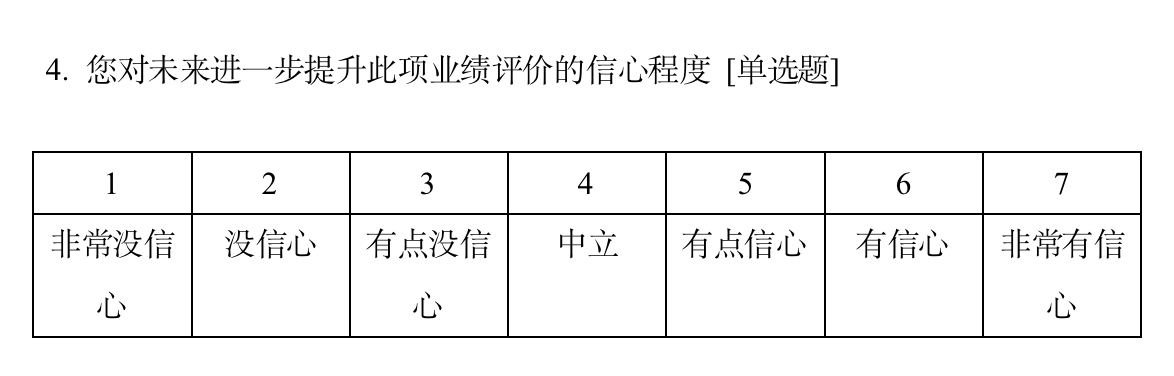 4. 您对未来进一步提升此项业绩评价的信心程度 [单选题]
1 2 3 4 5 6 7
非常没信 没信心 有点没信 中立 有点信心 有信心 非常有信
心 心 心